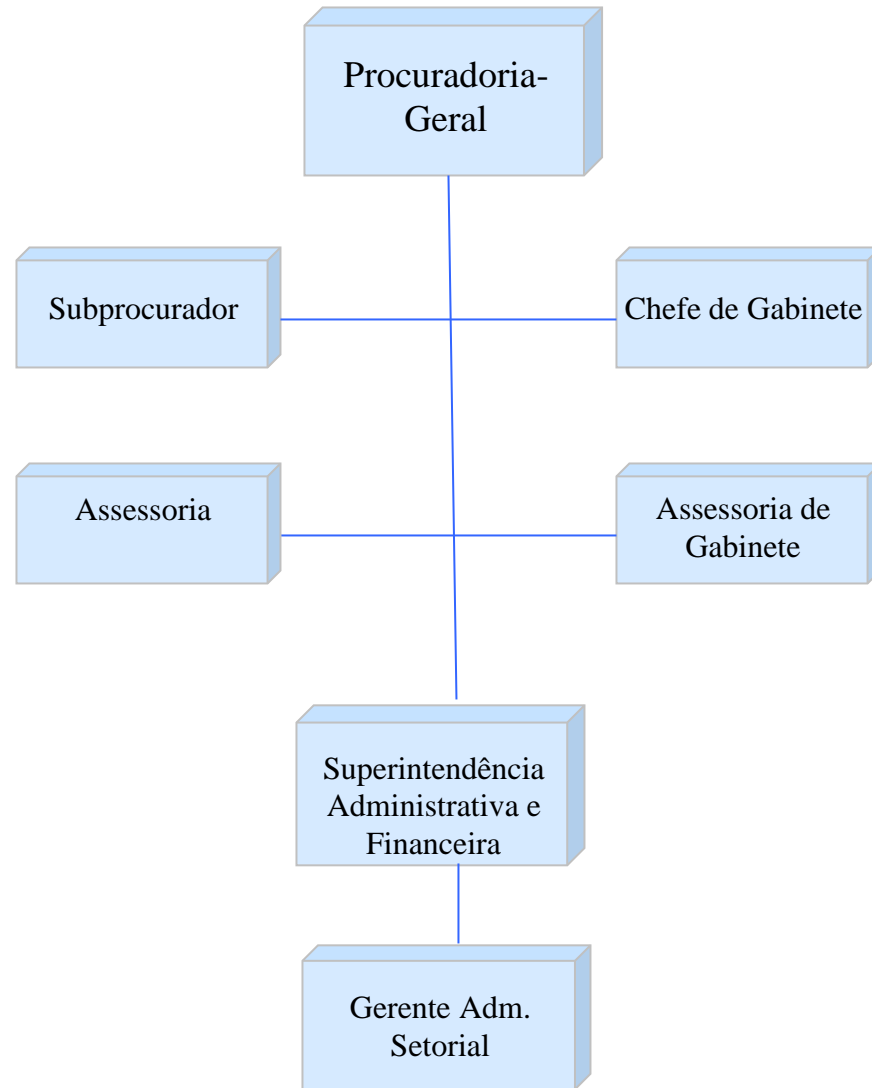 Procuradoria-
Geral
Subprocurador
Chefe de Gabinete
Assessoria
Assessoria de
Gabinete
Superintendência
Administrativa e
Financeira
Gerente Adm.
Setorial